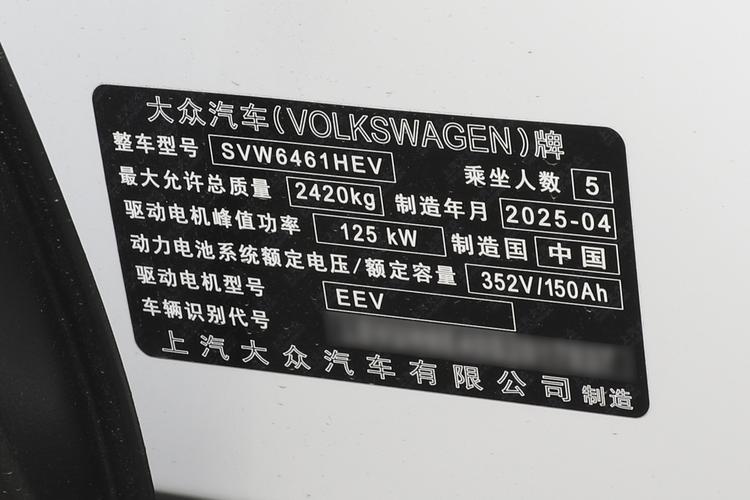 大众汽车(VOLKSWAGEN)牌
整车型号 SVW6461HEV 乘坐人数 5
最大允许总质量 2420kg 制造年月 2025-04
驱动电机峰值功率 125 kW 制造国 中国
动力电池系统额定电压/额定容量 352V/150Ah
驱动电机型号 EEV
车辆识别代号
上汽大众汽车有限公司 制造